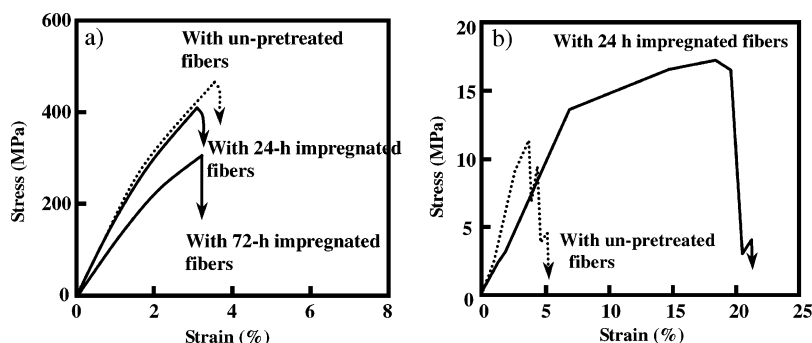 a)
600
400
200
0
Stress (MPa)
With un-pretreated
fibers
With 24-h impregnated
fibers
With 72-h impregnated
fibers
0
2
4
6
8
Strain (%)
b)
20
15
10
5
0
Stress (MPa)
With 24 h impregnated fibers
With un-pretreated
fibers
0
5
10
15
20
25
Strain (%)